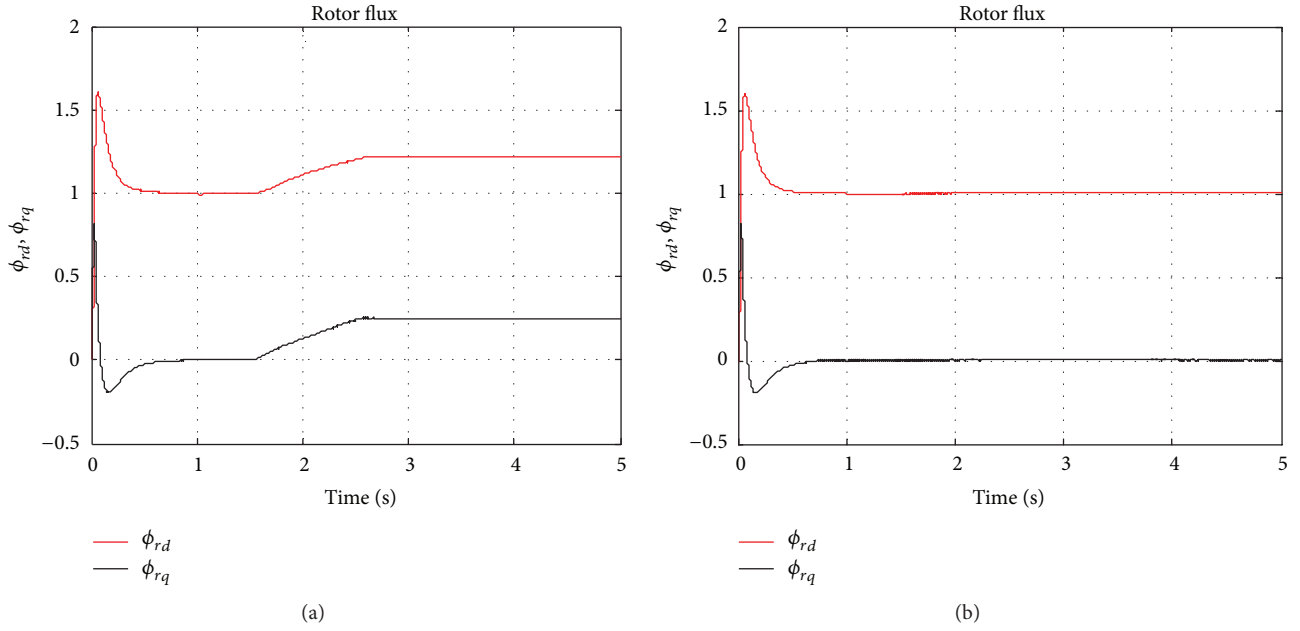 Rotor flux
2
1.5
1
0.5
0
−0.5
ϕrd, ϕrq
0 1 2 3 4 5
Time (s)
ϕrd
ϕrq
(a)
Rotor flux
2
1.5
1
0.5
0
−0.5
ϕrd, ϕrq
0 1 2 3 4 5
Time (s)
ϕrd
ϕrq
(b)